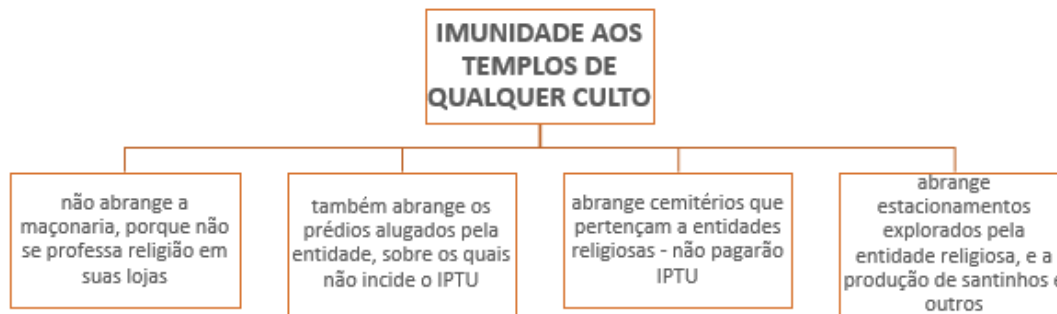 IMUNIDADE AOS
TEMPLOS DE
QUALQUER CULTO
não abrange a
maçonaria, porque não
se professa religião em
suas lojas
também abrange os
prédios alugados pela
entidade, sobre os quais
não incide o IPTU
abrange cemitérios que
pertençam a entidades
religiosas - não pagarão
IPTU
abrange
estacionamentos
explorados pela
entidade religiosa, e a
produção de santinhos e
outros